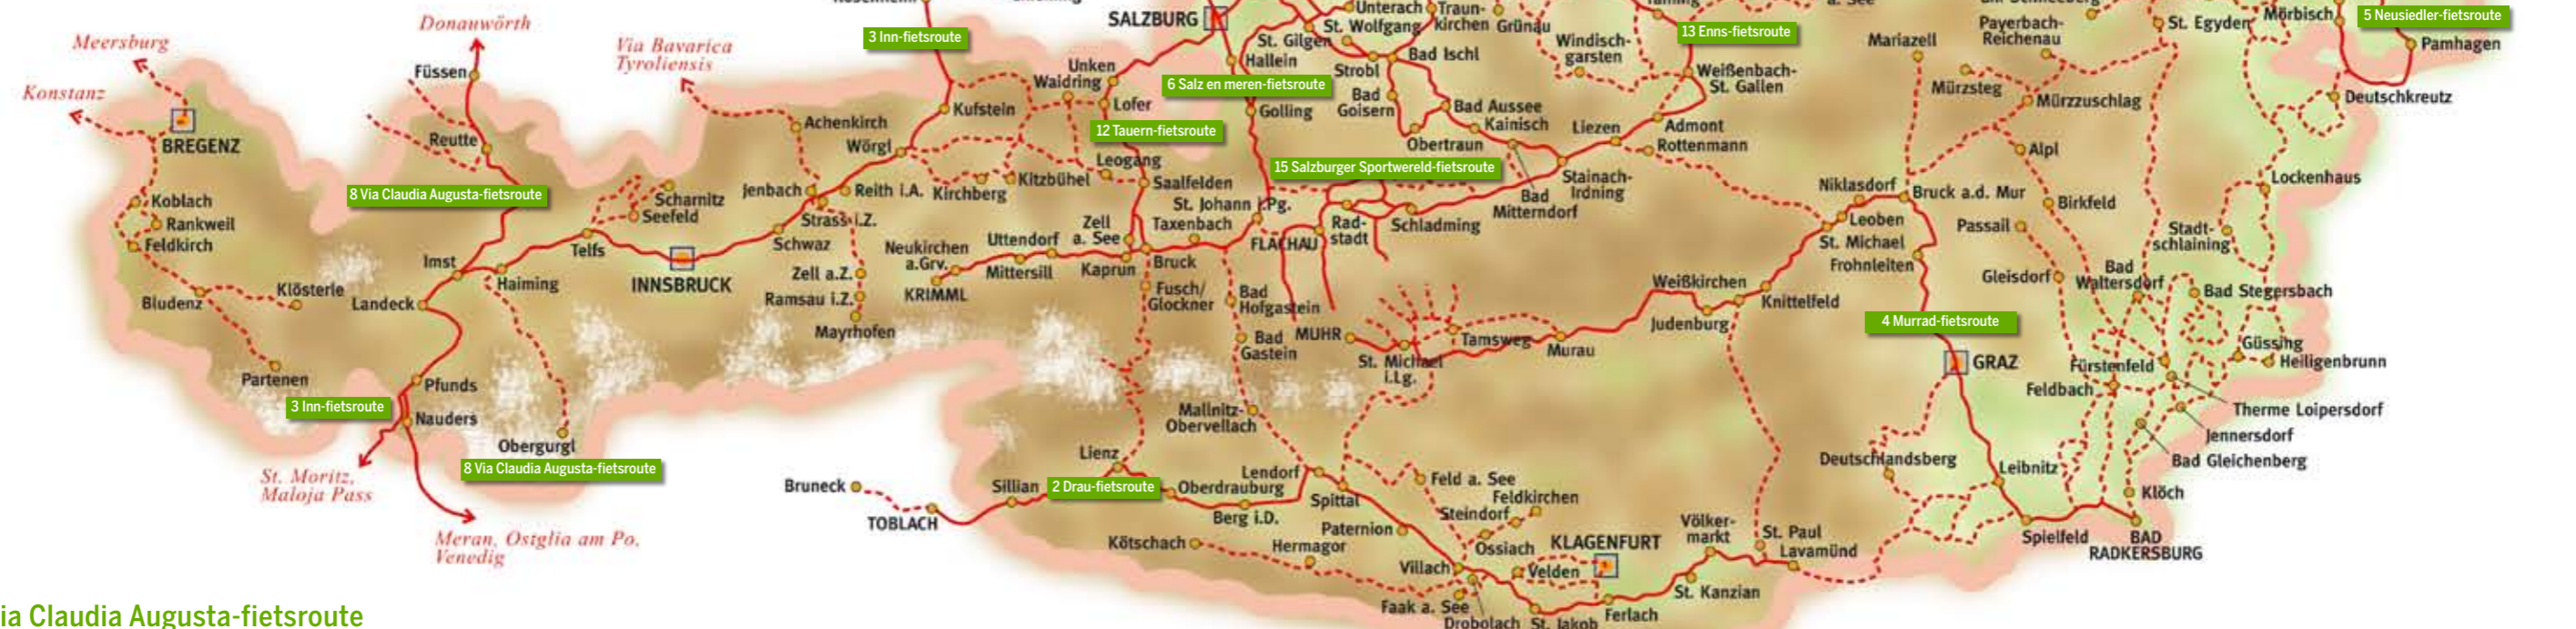 SALZBURG
Unterach
Traun-
kirchen
Grünau
St. Wolfgang
St. Gilgen
Hallein
Strobl
Bad Ischl
Windisch-
garsten
13 Enns-fietsroute
Weißenbach-
St. Gallen
Mariazell
Payerbach-
Reichenau
St. Egyden
Mörbisch
5 Neusiedler-fietsroute
Pamhagen
Deutschkreutz
Mürzsteg
Mürzzuschlag
Donauwörth
Meersburg
Konstanz
Füssen
Via Bavarica
Tyroliensis
3 Inn-fietsroute
Unken
Waidring
Lofer
6 Salz en meren-fietsroute
Golling
Bad
Goisern
Bad Aussee
Kainisch
Obertraun
Liezen
Admont
Rottenmann
BREGENZ
Reutte
Achenkirch
Kufstein
Wörgl
12 Tauern-fietsroute
Leogang
Saalfelden
15 Salzburger Sportwereld-fietsroute
Stainach-
Irdning
Bad
Mitterndorf
Alpl
Lockenhaus
8 Via Claudia Augusta-fietsroute
Scharnitz
Seefeld
Jenbach
Reith i.A.
Kirchberg
Kitzbühel
St. Johann i.Pg.
Niklasdorf
Bruck a.d. Mur
Birkfeld
Koblach
Rankweil
Feldkirch
Strass i.Z.
Schwaz
Telfs
INNSBRUCK
Zell
a. See
Taxenbach
FLACHAU
Rad-
stadt
Schladming
Leoben
St. Michael
Frohnleiten
Passail
Stadt-
schlaining
Imst
Haiming
Landeck
Zell a.Z.
Ramsau i.Z.
Mayrhofen
Neukirchen
a.Grv.
KRIMML
Uttendorf
Mittersill
Kaprun
Bruck
Fusch/
Glockner
Bad
Hofgastein
Bad
Gastein
MUHR
St. Michael
i.Lg.
Tamsweg
Murau
Weißkirchen
Judenburg
Knittelfeld
Gleisdorf
Bad
Waltersdorf
Bad Stegersbach
Bludenz
Klösterle
Partenen
4 Murrad-fietsroute
GRAZ
Güssing
Heiligenbrunn
Fürstenfeld
Feldbach
Therme Loipersdorf
Jennersdorf
Bad Gleichenberg
Pfunds
3 Inn-fietsroute
Nauders
Obergurgl
8 Via Claudia Augusta-fietsroute
St. Moritz,
Maloja Pass
Meran, Ostglia am Po,
Venedig
Mallnitz-
Obervellach
Lienz
2 Drau-fietsroute
Bruneck
TOBLACH
Sillian
Oberdrauburg
Berg i.D.
Lendorf
Spittal
Feld a. See
Feldkirchen
Steindorf
Paternion
Ossiach
KLAGENFURT
Völker-
markt
St. Paul
Lavamünd
Deutschlandsberg
Leibnitz
Klöch
Spielfeld
BAD
RADKERSBURG
Kötschach
Hermagor
Villach
Velden
Faak a. See
Drobolach
St. Jakob
Ferlach
St. Kanzian
ia Claudia Augusta-fietsroute